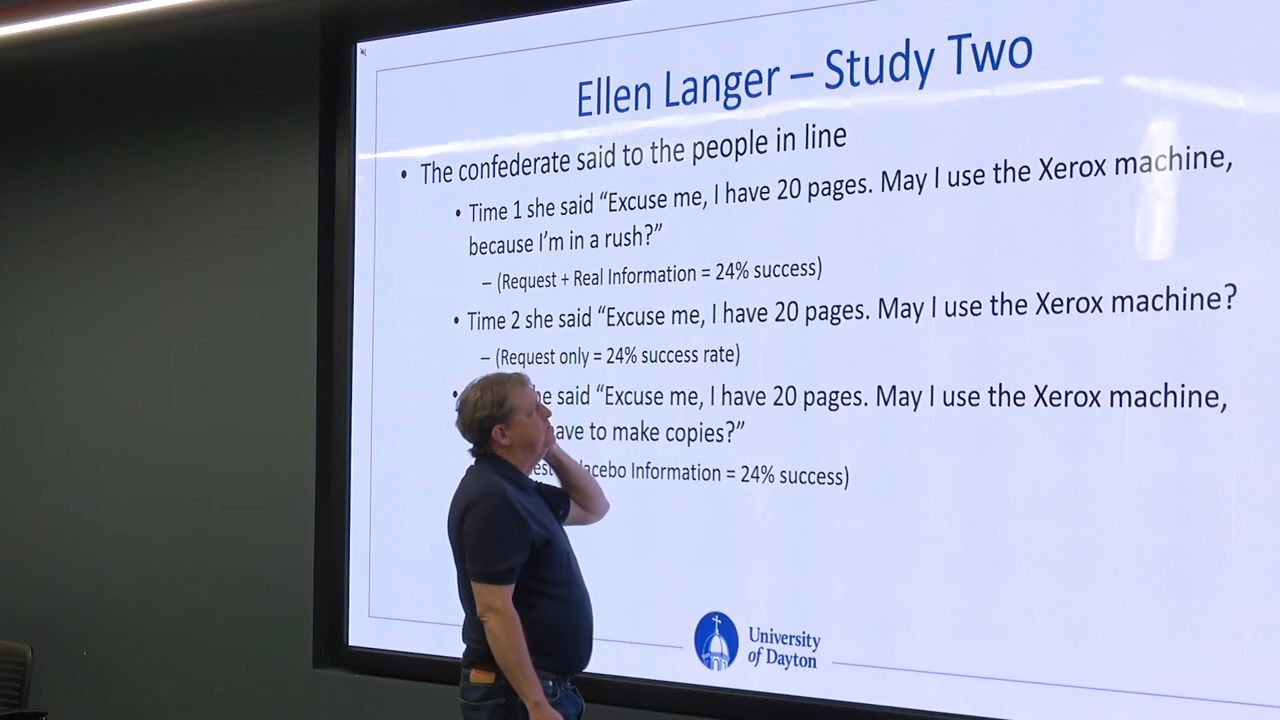 Ellen Langer – Study Two
• The confederate said to the people in line
• Time 1 she said “Excuse me, I have 20 pages. May I use the Xerox machine,
because I’m in a rush?”
– (Request + Real Information = 24% success)
• Time 2 she said “Excuse me, I have 20 pages. May I use the Xerox machine?
– (Request only = 24% success rate)
• said “Excuse me, I have 20 pages. May I use the Xerox machine,
to make copies?”
Information = 24% success)
University
of Dayton